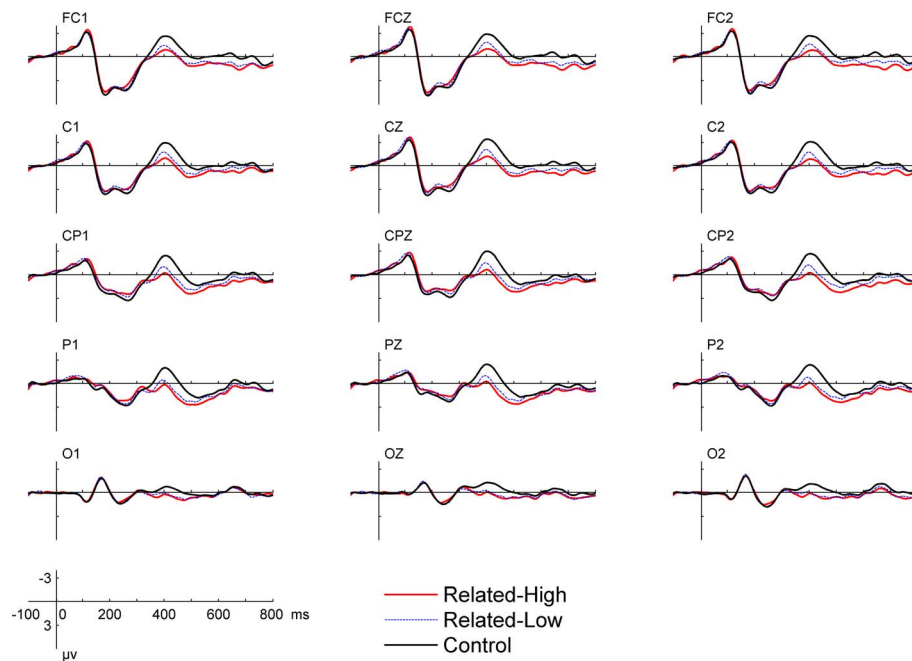 FC1 FCZ FC2
C1 CZ C2
CP1 CPZ CP2
P1 PZ P2
O1 OZ O2
-3
-100 0 200 400 600 800 ms
3
μv
Related-High
Related-Low
Control